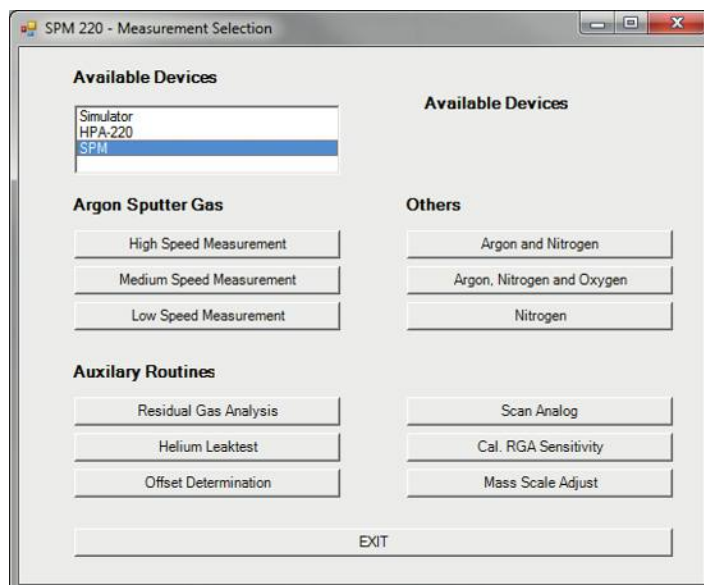 SPM 220 - Measurement Selection
Available Devices
Available Devices
Simulator
HPA-220
SPM
Argon Sputter Gas
Others
High Speed Measurement
Argon and Nitrogen
Medium Speed Measurement
Argon, Nitrogen and Oxygen
Low Speed Measurement
Nitrogen
Auxilary Routines
Residual Gas Analysis
Scan Analog
Helium Leaktest
Cal. RGA Sensitivity
Offset Determination
Mass Scale Adjust
EXIT